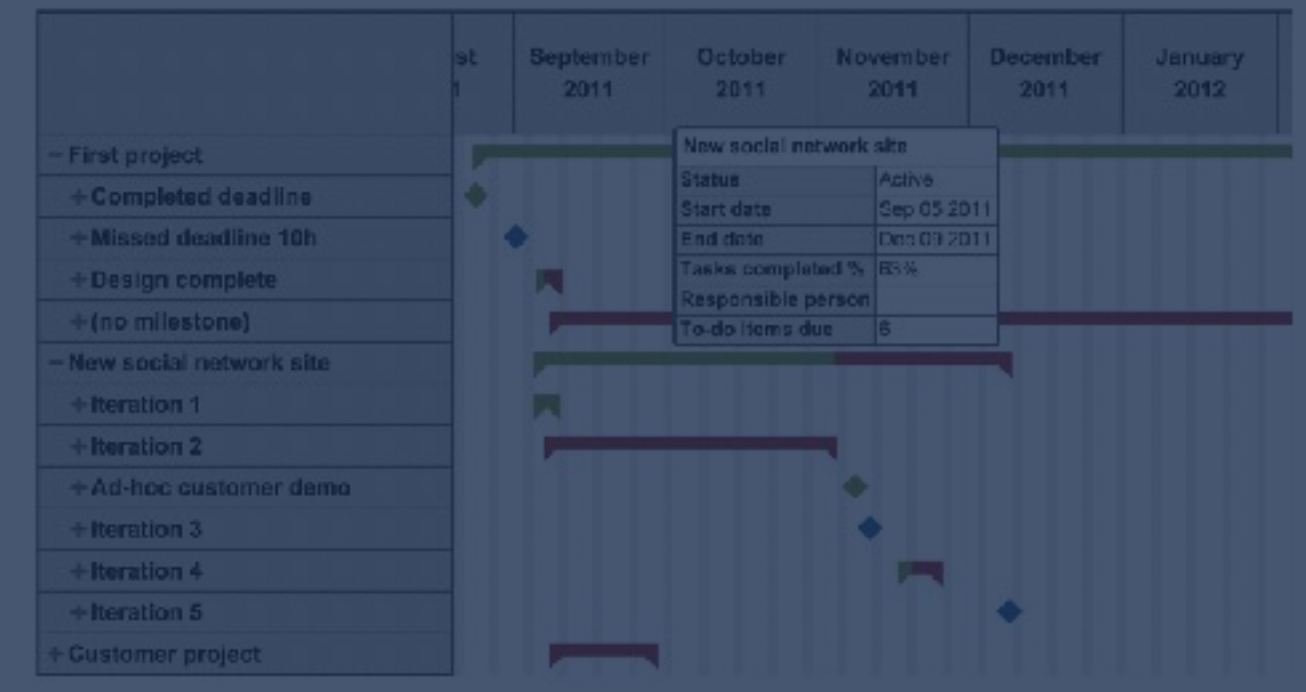 st September October November December January
1 2011 2011 2011 2011 2012
− First project
+ Completed deadline
+ Missed deadline 10h
+ Design complete
+ (no milestone)
− New social network site
+ Iteration 1
+ Iteration 2
+ Ad-hoc customer demo
+ Iteration 3
+ Iteration 4
+ Iteration 5
+ Customer project
New social network site
Status Active
Start date Sep 05 2011
End date Dec 09 2011
Tasks completed %
Responsible person
To-do items due 6